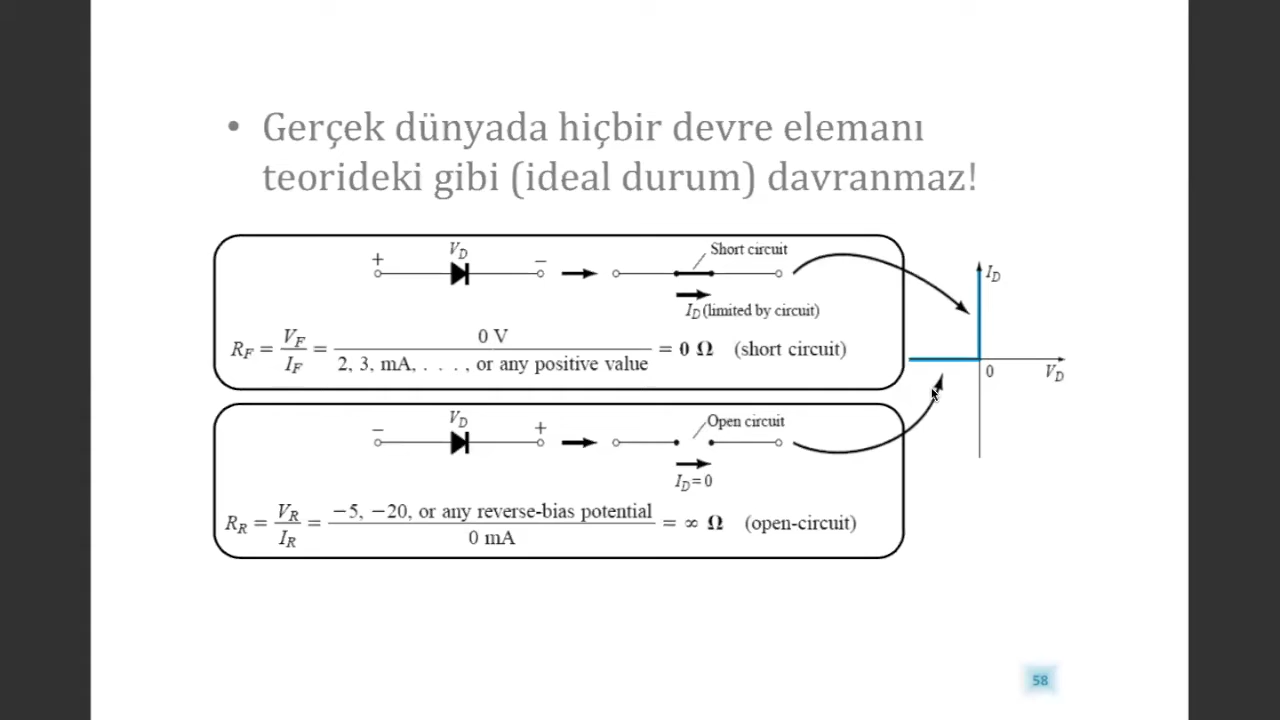 • Gerçek dünyada hiçbir devre elemanı
teorideki gibi (ideal durum) davranmaz!
+ V_D − Short circuit
I_D (limited by circuit)
R_F = V_F / I_F = 0 V / 2, 3, mA, . . . , or any positive value = 0 Ω (short circuit)
I_D
0 V_D
− V_D + Open circuit
I_D = 0
R_R = V_R / I_R = −5, −20, or any reverse-bias potential / 0 mA = ∞ Ω (open-circuit)
58